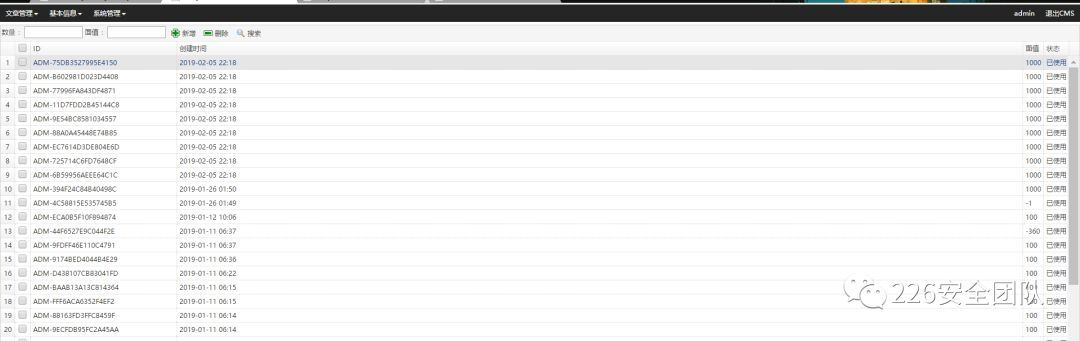 文章管理 基本信息 系统管理 admin 退出CMS
数量： 面值： 新增 删除 搜索
ID 创建时间 面值 状态
1 ADM-75DB3527995E4150 2019-02-05 22:18 1000 已使用
2 ADM-B602981D023D4408 2019-02-05 22:18 1000 已使用
3 ADM-77996FA843DF4871 2019-02-05 22:18 1000 已使用
4 ADM-11D7FDD2B45144C8 2019-02-05 22:18 1000 已使用
5 ADM-9E54BC8581034557 2019-02-05 22:18 1000 已使用
6 ADM-88A0A45448E74B85 2019-02-05 22:18 1000 已使用
7 ADM-EC7614D3DE804E6D 2019-02-05 22:18 1000 已使用
8 ADM-725714C6FD7648CF 2019-02-05 22:18 1000 已使用
9 ADM-6B59956AEEE64C1C 2019-02-05 22:18 1000 已使用
10 ADM-394F24C84B40498C 2019-01-26 01:50 1000 已使用
11 ADM-4C58815E535745B5 2019-01-26 01:49 -1 已使用
12 ADM-ECA0B5F10F894874 2019-01-12 10:06 100 已使用
13 ADM-44F6527E9C044F2E 2019-01-11 06:37 -360 已使用
14 ADM-9FDFF46E110C4791 2019-01-11 06:37 100 已使用
15 ADM-9174BED4044B4E29 2019-01-11 06:36 100 已使用
16 ADM-D438107CB83041FD 2019-01-11 06:22 100 已使用
17 ADM-BAAB13A13C814364 2019-01-11 06:15 已使用
18 ADM-FFF6ACA6352F4EF2 2019-01-11 06:15 已使用
19 ADM-88163FD3FFC8459F 2019-01-11 06:14 100 已使用
20 ADM-9ECFDB95FC2A45AA 2019-01-11 06:14 100 已使用
226安全团队